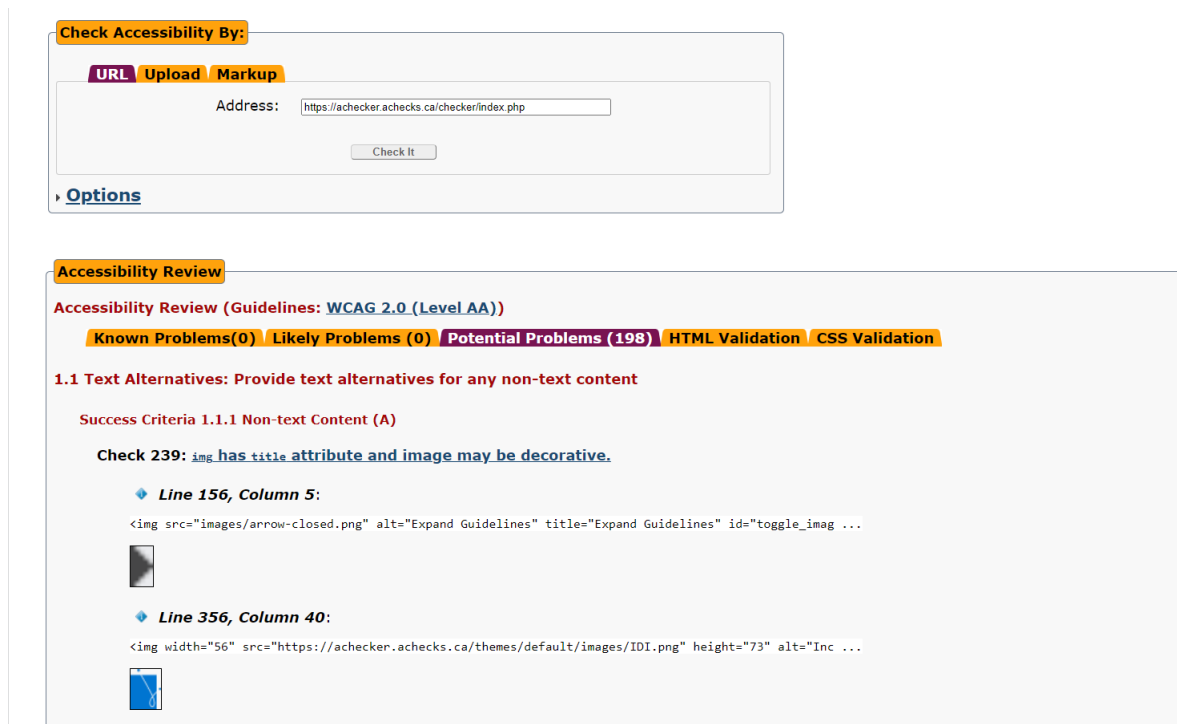 Check Accessibility By:
URL Upload Markup
Address: https://achecker.achecks.ca/checker/index.php
Check It
Options
Accessibility Review
Accessibility Review (Guidelines: WCAG 2.0 (Level AA))
Known Problems(0) Likely Problems (0) Potential Problems (198) HTML Validation CSS Validation
1.1 Text Alternatives: Provide text alternatives for any non-text content
Success Criteria 1.1.1 Non-text Content (A)
Check 239: img has title attribute and image may be decorative.
Line 156, Column 5:
<img src="images/arrow-closed.png" alt="Expand Guidelines" title="Expand Guidelines" id="toggle_imag ...
Line 356, Column 40:
<img width="56" src="https://achecker.achecks.ca/themes/default/images/IDI.png" height="73" alt="Inc ...